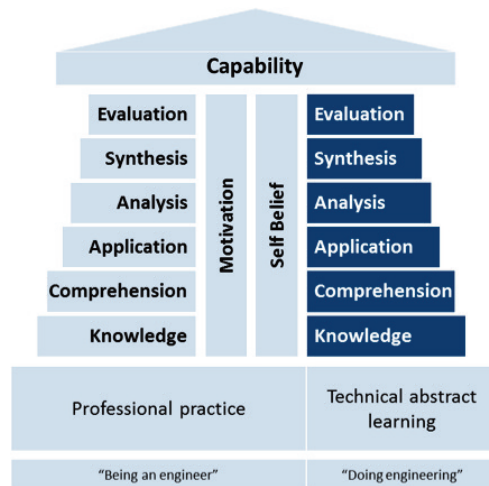 Capability
Evaluation
Synthesis
Analysis
Application
Comprehension
Knowledge
Motivation
Self Belief
Evaluation
Synthesis
Analysis
Application
Comprehension
Knowledge
Professional practice
Technical abstract
learning
“Being an engineer”
“Doing engineering”